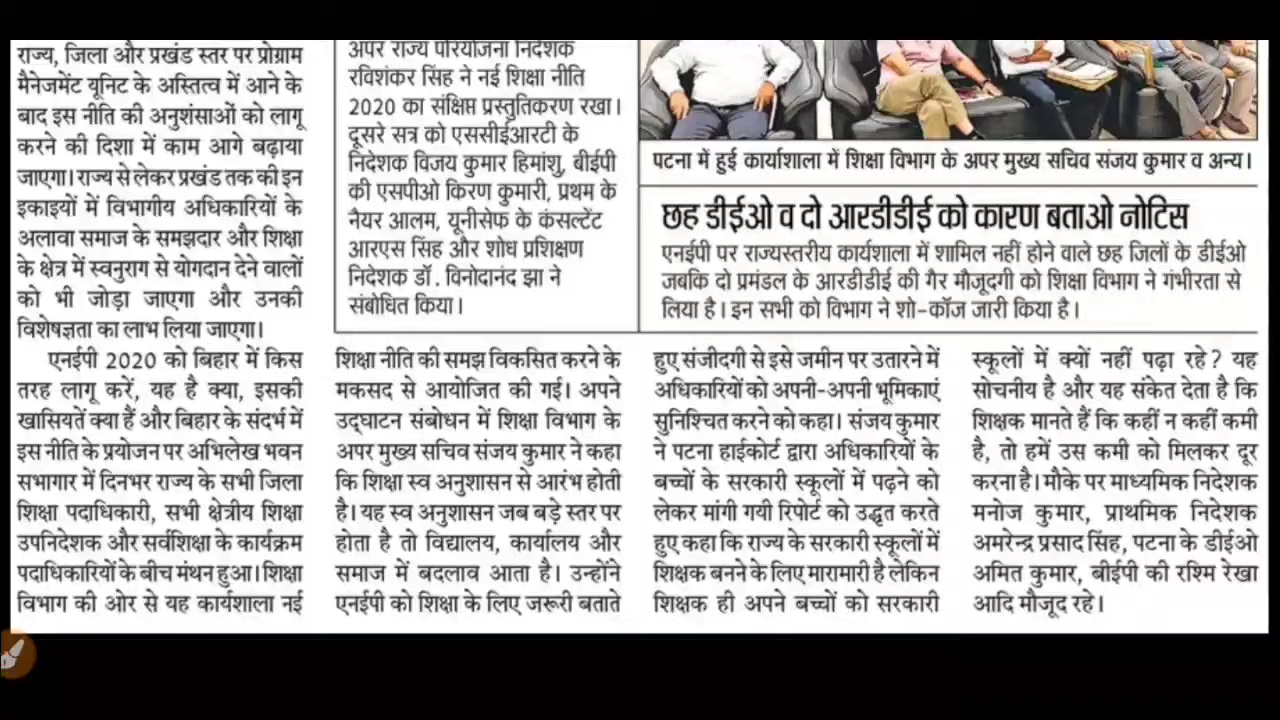 राज्य, जिला और प्रखंड स्तर पर प्रोग्राम
मैनेजमेंट यूनिट के अस्तित्व में आने के
बाद इस नीति की अनुशंसाओं को लागू
करने की दिशा में काम आगे बढ़ाया
जाएगा। राज्य से लेकर प्रखंड तक की इन
इकाइयों में विभागीय अधिकारियों के
अलावा समाज के समझदार और शिक्षा
के क्षेत्र में स्वनुराग से योगदान देने वालों
को भी जोड़ा जाएगा और उनकी
विशेषज्ञता का लाभ लिया जाएगा।
एनईपी 2020 को बिहार में किस
तरह लागू करें, यह है क्या, इसकी
खासियतें क्या हैं और बिहार के संदर्भ में
इस नीति के प्रयोजन पर अभिलेख भवन
सभागार में दिनभर राज्य के सभी जिला
शिक्षा पदाधिकारी, सभी क्षेत्रीय शिक्षा
उपनिदेशक और सर्वशिक्षा के कार्यक्रम
पदाधिकारियों के बीच मंथन हुआ। शिक्षा
विभाग की ओर से यह कार्यशाला नई
अपर राज्य परियोजना निदेशक
रविशंकर सिंह ने नई शिक्षा नीति
2020 का संक्षिप्त प्रस्तुतिकरण रखा।
दूसरे सत्र को एससीईआरटी के
निदेशक विजय कुमार हिमांशु, बीईपी
की एसपीओ किरण कुमारी, प्रथम के
नैयर आलम, यूनीसेफ के कंसल्टेंट
आरएस सिंह और शोध प्रशिक्षण
निदेशक डॉ. विनोदानंद झा ने
संबोधित किया।
पटना में हुई कार्यशाला में शिक्षा विभाग के अपर मुख्य सचिव संजय कुमार व अन्य।
छह डीईओ व दो आरडीडीई को कारण बताओ नोटिस
एनईपी पर राज्यस्तरीय कार्यशाला में शामिल नहीं होने वाले छह जिलों के डीईओ
जबकि दो प्रमंडल के आरडीडीई की गैर मौजूदगी को शिक्षा विभाग ने गंभीरता से
लिया है। इन सभी को विभाग ने शो-कॉज जारी किया है।
शिक्षा नीति की समझ विकसित करने के
मकसद से आयोजित की गई। अपने
उद्घाटन संबोधन में शिक्षा विभाग के
अपर मुख्य सचिव संजय कुमार ने कहा
कि शिक्षा स्व अनुशासन से आरंभ होती
है। यह स्व अनुशासन जब बड़े स्तर पर
होता है तो विद्यालय, कार्यालय और
समाज में बदलाव आता है। उन्होंने
एनईपी को शिक्षा के लिए जरूरी बताते
हुए संजीदगी से इसे जमीन पर उतारने में
अधिकारियों को अपनी-अपनी भूमिकाएं
सुनिश्चित करने को कहा। संजय कुमार
ने पटना हाईकोर्ट द्वारा अधिकारियों के
बच्चों के सरकारी स्कूलों में पढ़ने को
लेकर मांगी गयी रिपोर्ट को उद्धृत करते
हुए कहा कि राज्य के सरकारी स्कूलों में
शिक्षक बनने के लिए मारामारी है लेकिन
शिक्षक ही अपने बच्चों को सरकारी
स्कूलों में क्यों नहीं पढ़ा रहे? यह
सोचनीय है और यह संकेत देता है कि
शिक्षक मानते हैं कि कहीं न कहीं कमी
है, तो हमें उस कमी को मिलकर दूर
करना है। मौके पर माध्यमिक निदेशक
मनोज कुमार, प्राथमिक निदेशक
अमरेन्द्र प्रसाद सिंह, पटना के डीईओ
अमित कुमार, बीईपी की रश्मि रेखा
आदि मौजूद रहे।